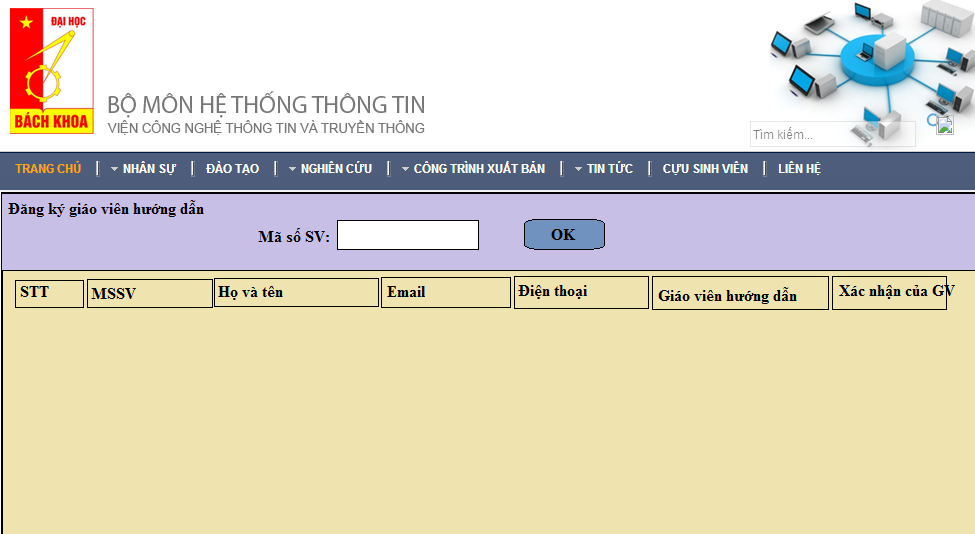 ĐẠI HỌC
BÁCH KHOA
BỘ MÔN HỆ THỐNG THÔNG TIN
VIỆN CÔNG NGHỆ THÔNG TIN VÀ TRUYỀN THÔNG
Tìm kiếm...
TRANG CHỦ NHÂN SỰ ĐÀO TẠO NGHIÊN CỨU CÔNG TRÌNH XUẤT BẢN TIN TỨC CỰU SINH VIÊN LIÊN HỆ
Đăng ký giáo viên hướng dẫn
Mã số SV: OK
STT MSSV Họ và tên Email Điện thoại Giáo viên hướng dẫn Xác nhận của GV